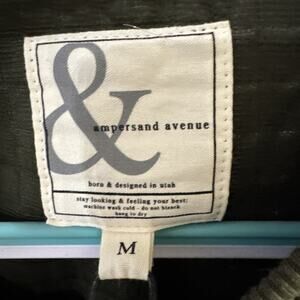 &
ampersand avenue
born & designed in utah
stay looking & feeling your best:
machine wash cold - do not bleach
hang to dry
M